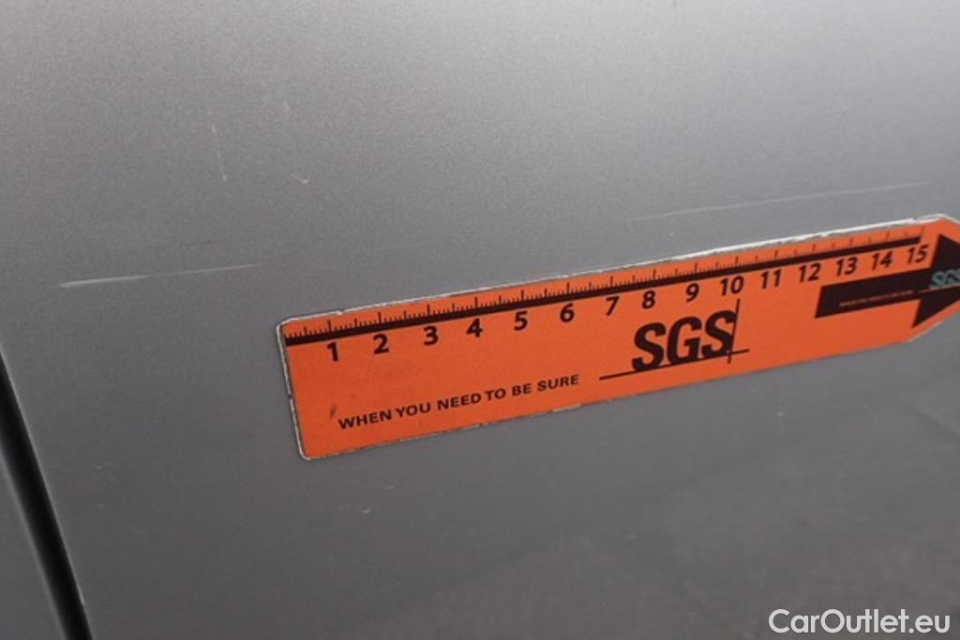 1 2 3 4 5 6 7 8 9 10 11 12 13 14 15
SGS
SGS
WHEN YOU NEED TO BE SURE
CarOutlet.eu